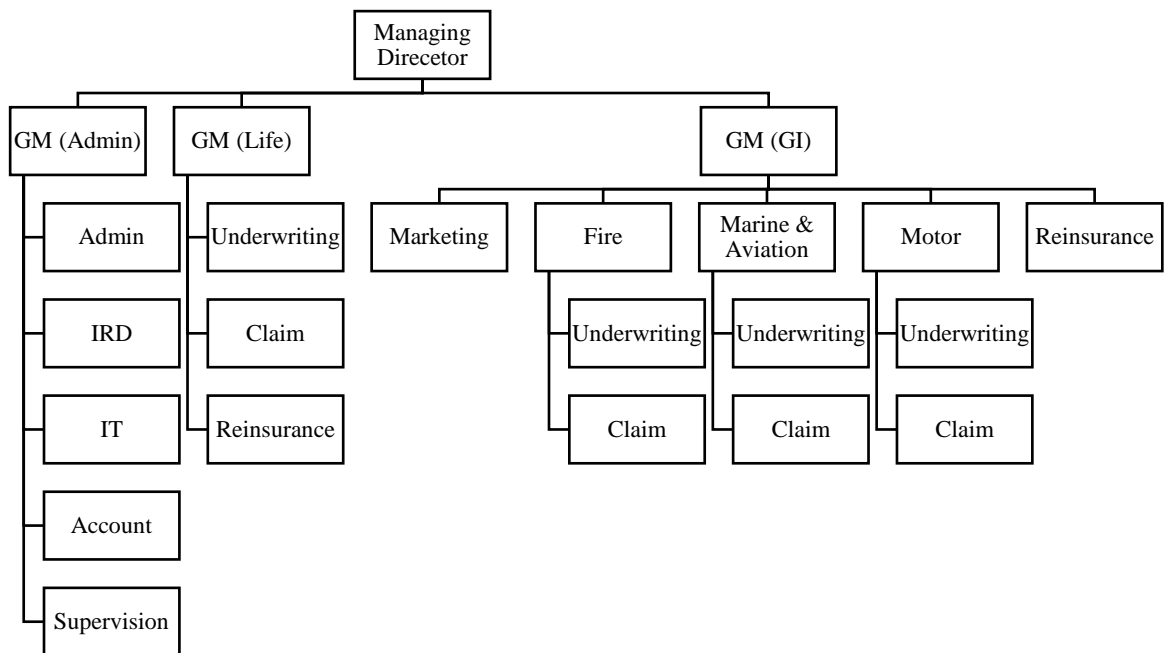 Managing
Direcetor
GM (Admin)
GM (Life)
GM (GI)
Admin
Underwriting
Marketing
Fire
Marine &
Aviation
Motor
Reinsurance
IRD
Claim
Underwriting
Underwriting
Underwriting
IT
Reinsurance
Claim
Claim
Claim
Account
Supervision